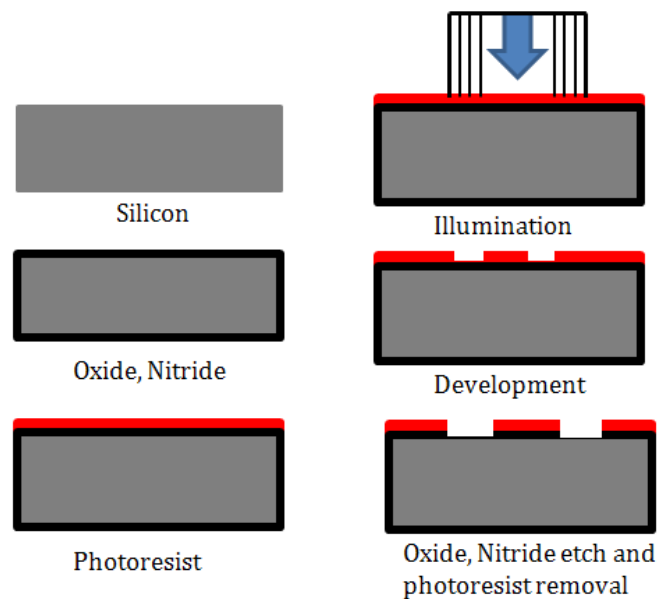 Silicon
Oxide, Nitride
Photoresist
Illumination
Development
Oxide, Nitride etch and
photoresist removal